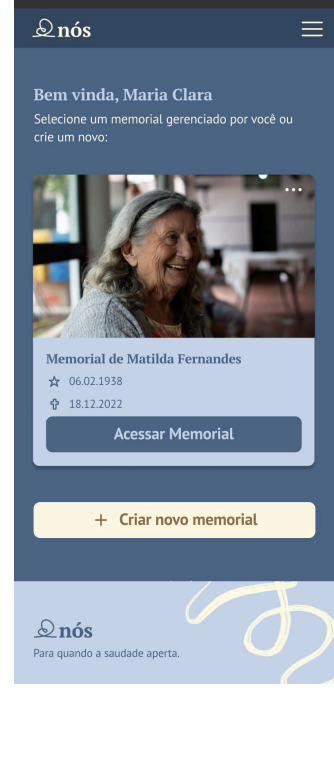 nós
Bem vinda, Maria Clara
Selecione um memorial gerenciado por você ou
crie um novo:
Memorial de Matilda Fernandes
06.02.1938
18.12.2022
Acessar Memorial
+ Criar novo memorial
nós
Para quando a saudade aperta.